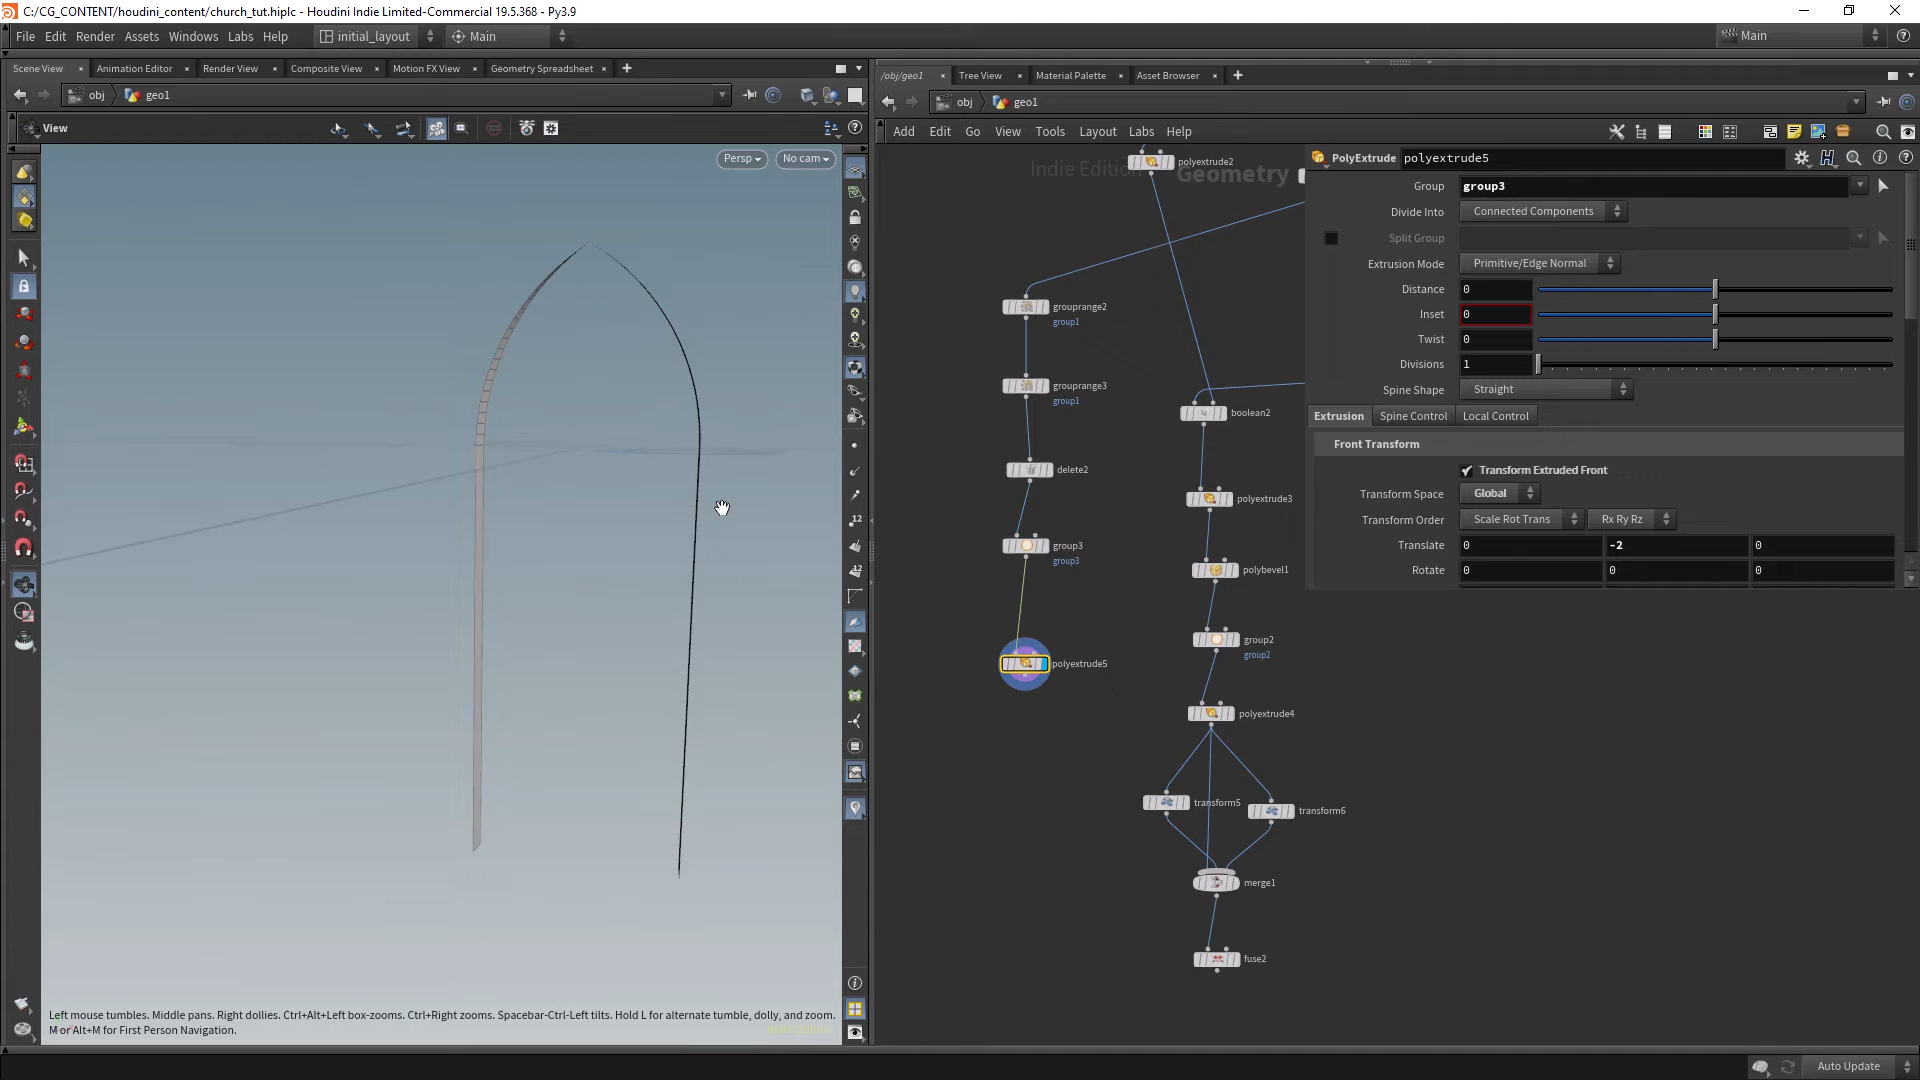 C:/CG_CONTENT/houdini_content/church_tut.hiplc - Houdini Indie Limited-Commercial 19.5.368 - Py3.9
File Edit Render Assets Windows Labs Help initial_layout Main Main
Scene View Animation Editor Render View Composite View Motion FX View Geometry Spreadsheet
obj geo1
View
Persp No cam
12
12
Left mouse tumbles. Middle pans. Right dollies. Ctrl+Alt+Left box-zooms. Ctrl+Right zooms. Spacebar-Ctrl-Left tilts. Hold L for alternate tumble, dolly, and zoom.
M or Alt+M for First Person Navigation.
/obj/geo1 Tree View Material Palette Asset Browser
obj geo1
Add Edit Go View Tools Layout Labs Help
Indie Edition Geometry
polyextrude2
grouprange2
group1
grouprange3
group1
boolean2
delete2
polyextrude3
group3
group3
polybevel1
group2
group2
polyextrude5
polyextrude4
transform5
transform6
merge1
fuse2
PolyExtrude polyextrude5
Group group3
Divide Into Connected Components
Split Group
Extrusion Mode Primitive/Edge Normal
Distance 0
Inset 0
Twist 0
Divisions 1
Spine Shape Straight
Extrusion Spine Control Local Control
Front Transform
Transform Extruded Front
Transform Space Global
Transform Order Scale Rot Trans Rx Ry Rz
Translate 0 -2 0
Rotate 0 0 0
Auto Update